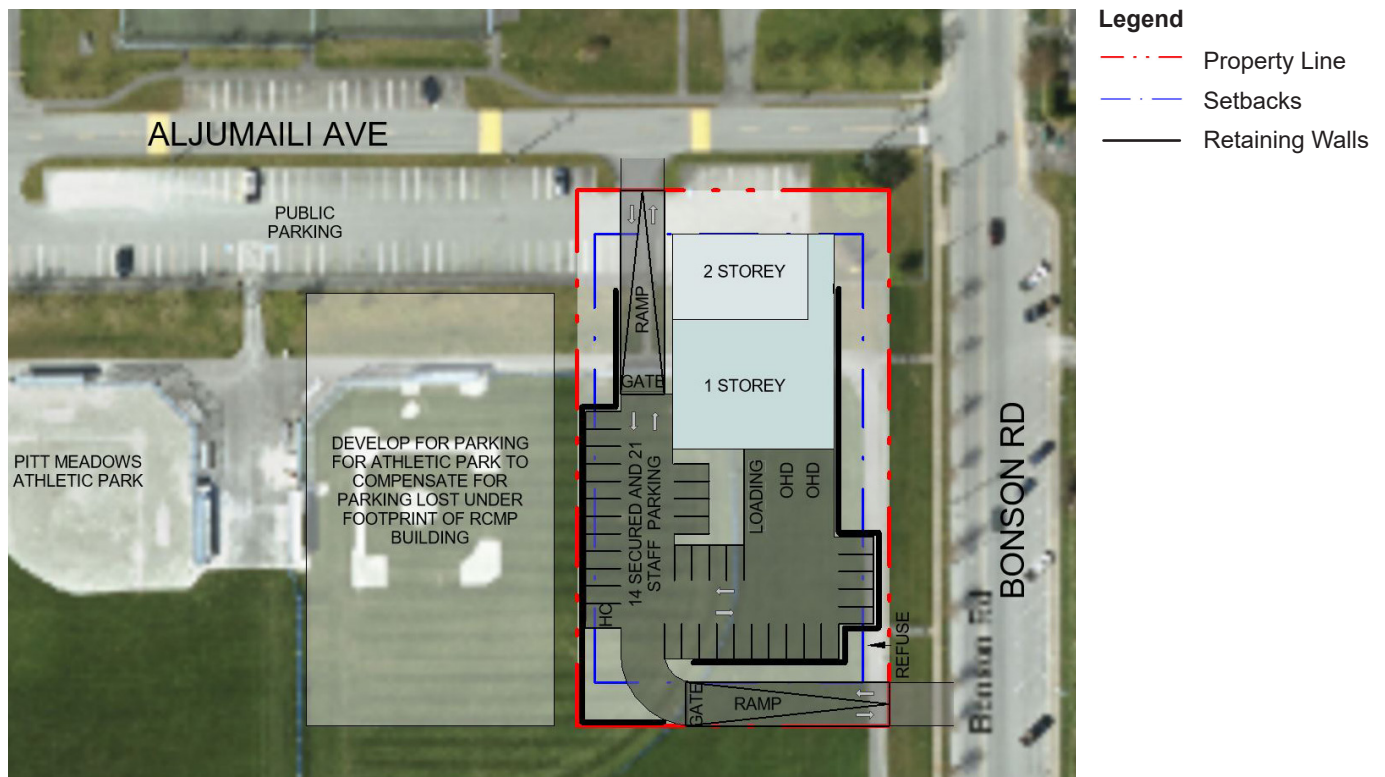 Legend
Property Line
Setbacks
Retaining Walls
ALJUMAILI AVE
PUBLIC
PARKING
2 STOREY
RAMP
GATE
1 STOREY
PITT MEADOWS
ATHLETIC PARK
DEVELOP FOR PARKING
FOR ATHLETIC PARK TO
COMPENSATE FOR
PARKING LOST UNDER
FOOTPRINT OF RCMP
BUILDING
14 SECURED AND 21
STAFF PARKING
LOADING
OHD
OHD
HC
REFUSE
GATE
RAMP
BONSON RD
Bonson Rd